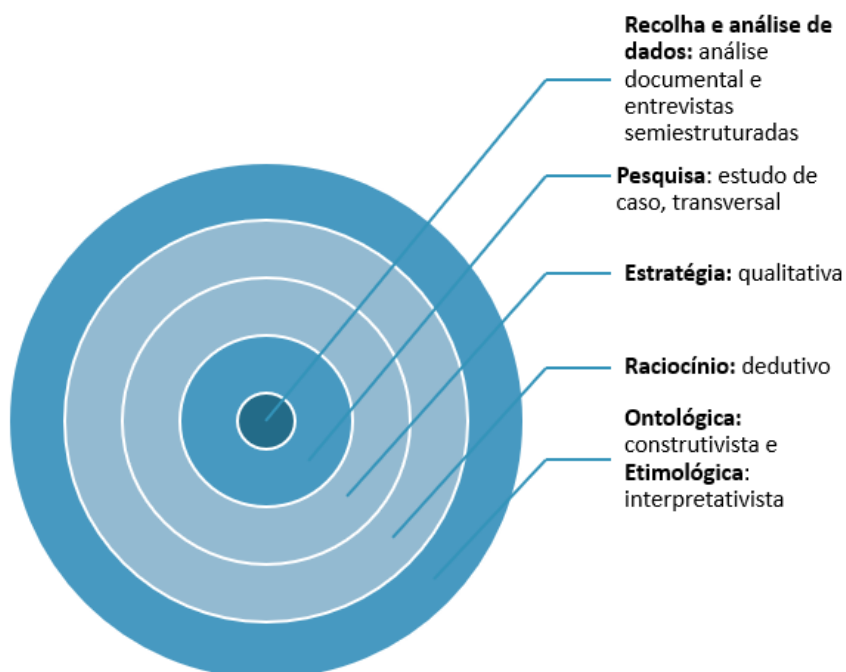 Recolha e análise de
dados: análise
documental e
entrevistas
semiestruturadas
Pesquisa: estudo de
caso, transversal
Estratégia: qualitativa
Raciocínio: dedutivo
Ontológica:
construtivista e
Etimológica:
interpretativista